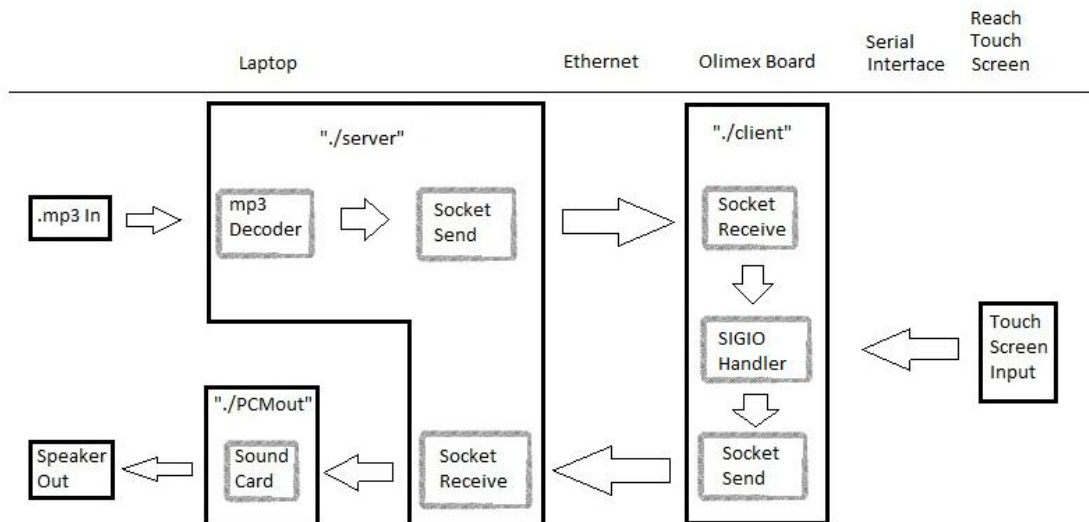 Laptop
Ethernet
Olimex Board
Serial
Interface
Reach
Touch
Screen
"./server"
"./client"
.mp3 In
mp3
Decoder
Socket
Send
Socket
Receive
SIGIO
Handler
Touch
Screen
Input
"./PCMout"
Speaker
Out
Sound
Card
Socket
Receive
Socket
Send